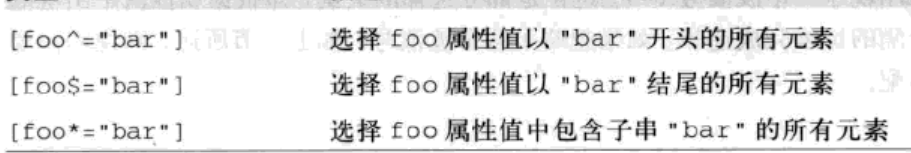 [foo^="bar"] 选择 foo 属性值以 "bar" 开头的所有元素
[foo$="bar"] 选择 foo 属性值以 "bar" 结尾的所有元素
[foo*="bar"] 选择 foo 属性值中包含子串 "bar" 的所有元素